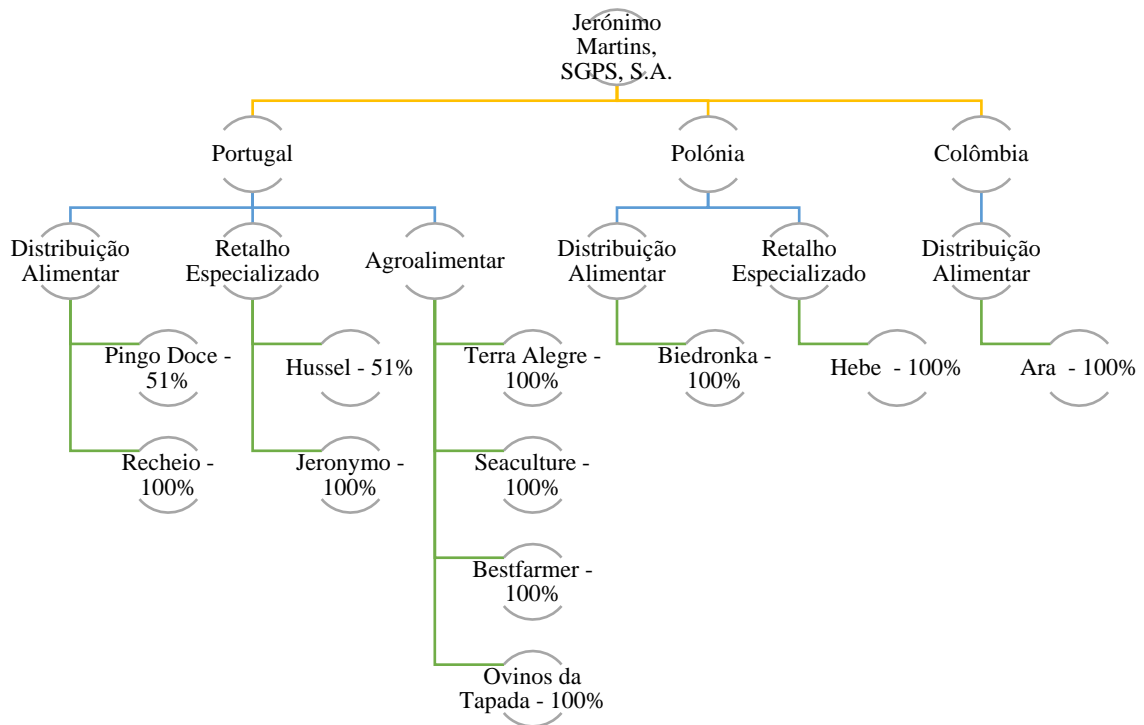 Jerónimo
Martins,
SGPS, S.A.
Portugal
Polónia
Colômbia
Distribuição
Alimentar
Retalho
Especializado
Agroalimentar
Distribuição
Alimentar
Retalho
Especializado
Distribuição
Alimentar
Pingo Doce -
51%
Hussel - 51%
Terra Alegre -
100%
Biedronka -
100%
Hebe  - 100%
Ara  - 100%
Recheio -
100%
Jeronymo -
100%
Seaculture -
100%
Bestfarmer -
100%
Ovinos da
Tapada - 100%